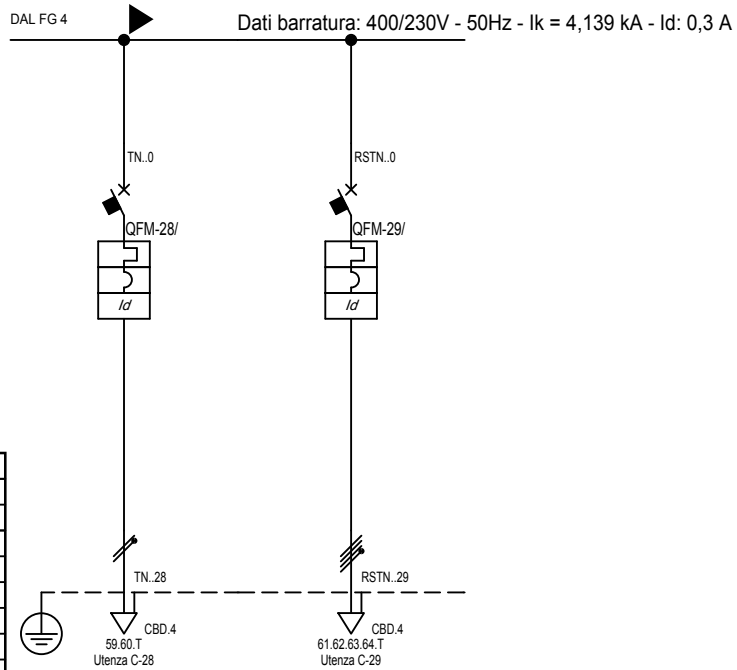 DAL FG 4
Dati barratura: 400/230V - 50Hz - Ik = 4,139 kA - Id: 0,3 A
TN..0
RSTN..0
QFM-28/
QFM-29/
Id
Id
TN..28
RSTN..29
CBD.4
CBD.4
59.60.T
61.62.63.64.T
Utenza C-28
Utenza C-29